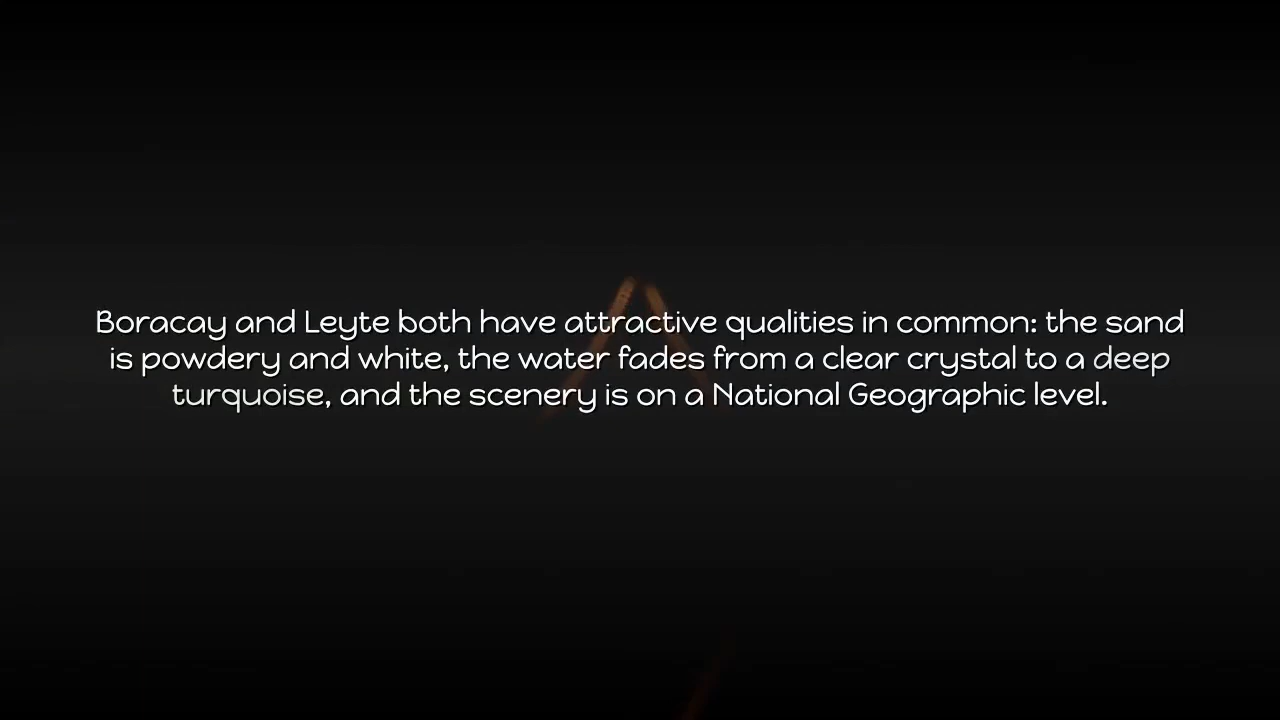 Boracay and Leyte both have attractive qualities in common: the sand
is powdery and white, the water fades from a clear crystal to a deep
turquoise, and the scenery is on a National Geographic level.